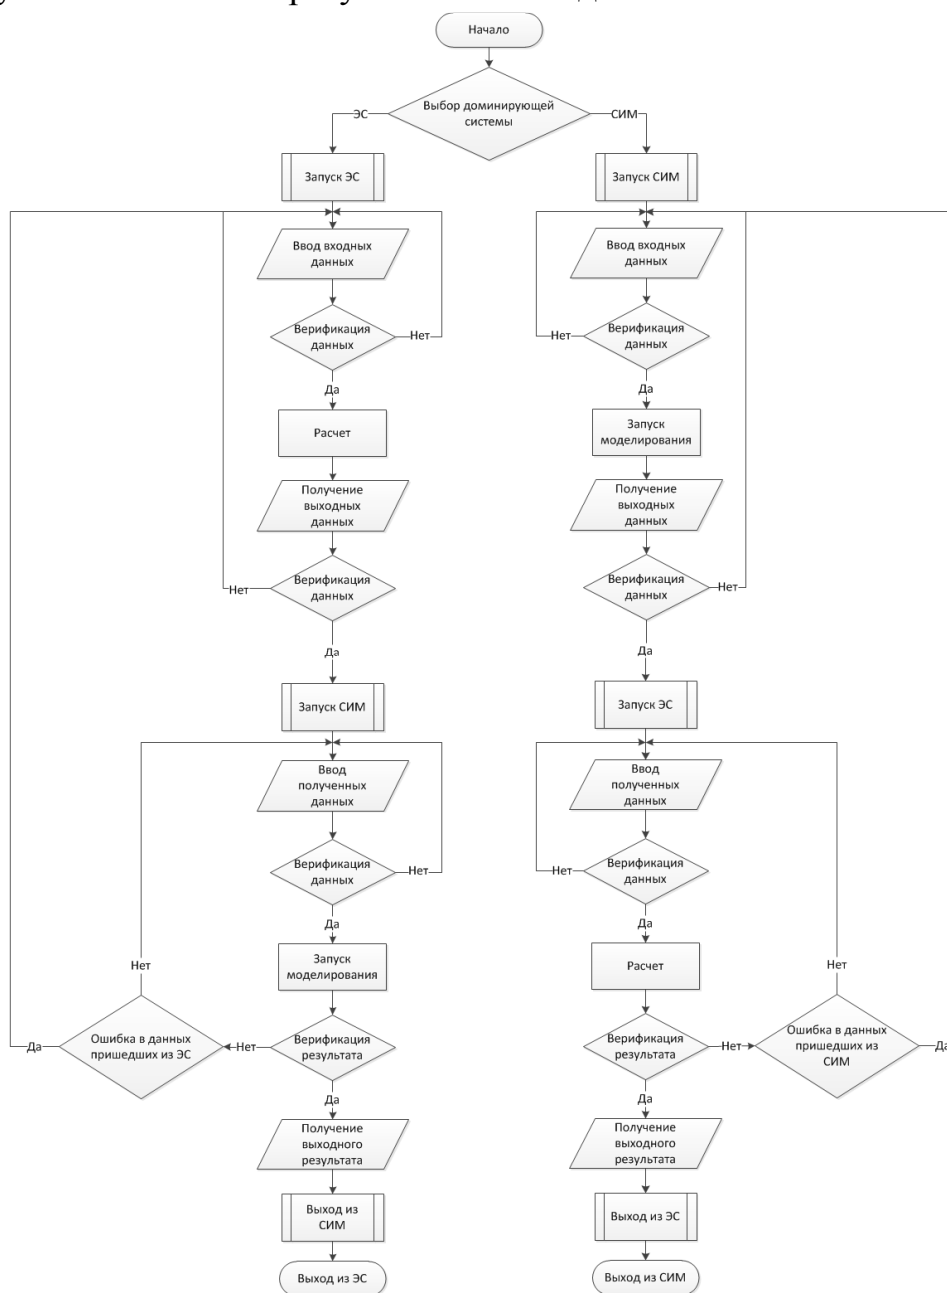 Начало
Выбор доминирующей
системы
ЭС
СИМ
Запуск ЭС
Запуск СИМ
Ввод входных
данных
Ввод входных
данных
Верификация
данных
Нет
Нет
Верификация
данных
Да
Да
Расчет
Запуск
моделирования
Получение
выходных
данных
Получение
выходных
данных
Нет
Верификация
данных
Верификация
данных
Нет
Да
Да
Запуск СИМ
Запуск ЭС
Ввод
полученных
данных
Ввод
полученных
данных
Верификация
данных
Нет
Нет
Верификация
данных
Да
Да
Запуск
моделирования
Расчет
Нет
Нет
Да
Ошибка в данных
пришедших из ЭС
Нет
Верификация
результата
Верификация
результата
Нет
Ошибка в данных
пришедших из
СИМ
Да
Да
Да
Получение
выходного
результата
Получение
выходного
результата
Выход из
СИМ
Выход из ЭС
Выход из ЭС
Выход из СИМ